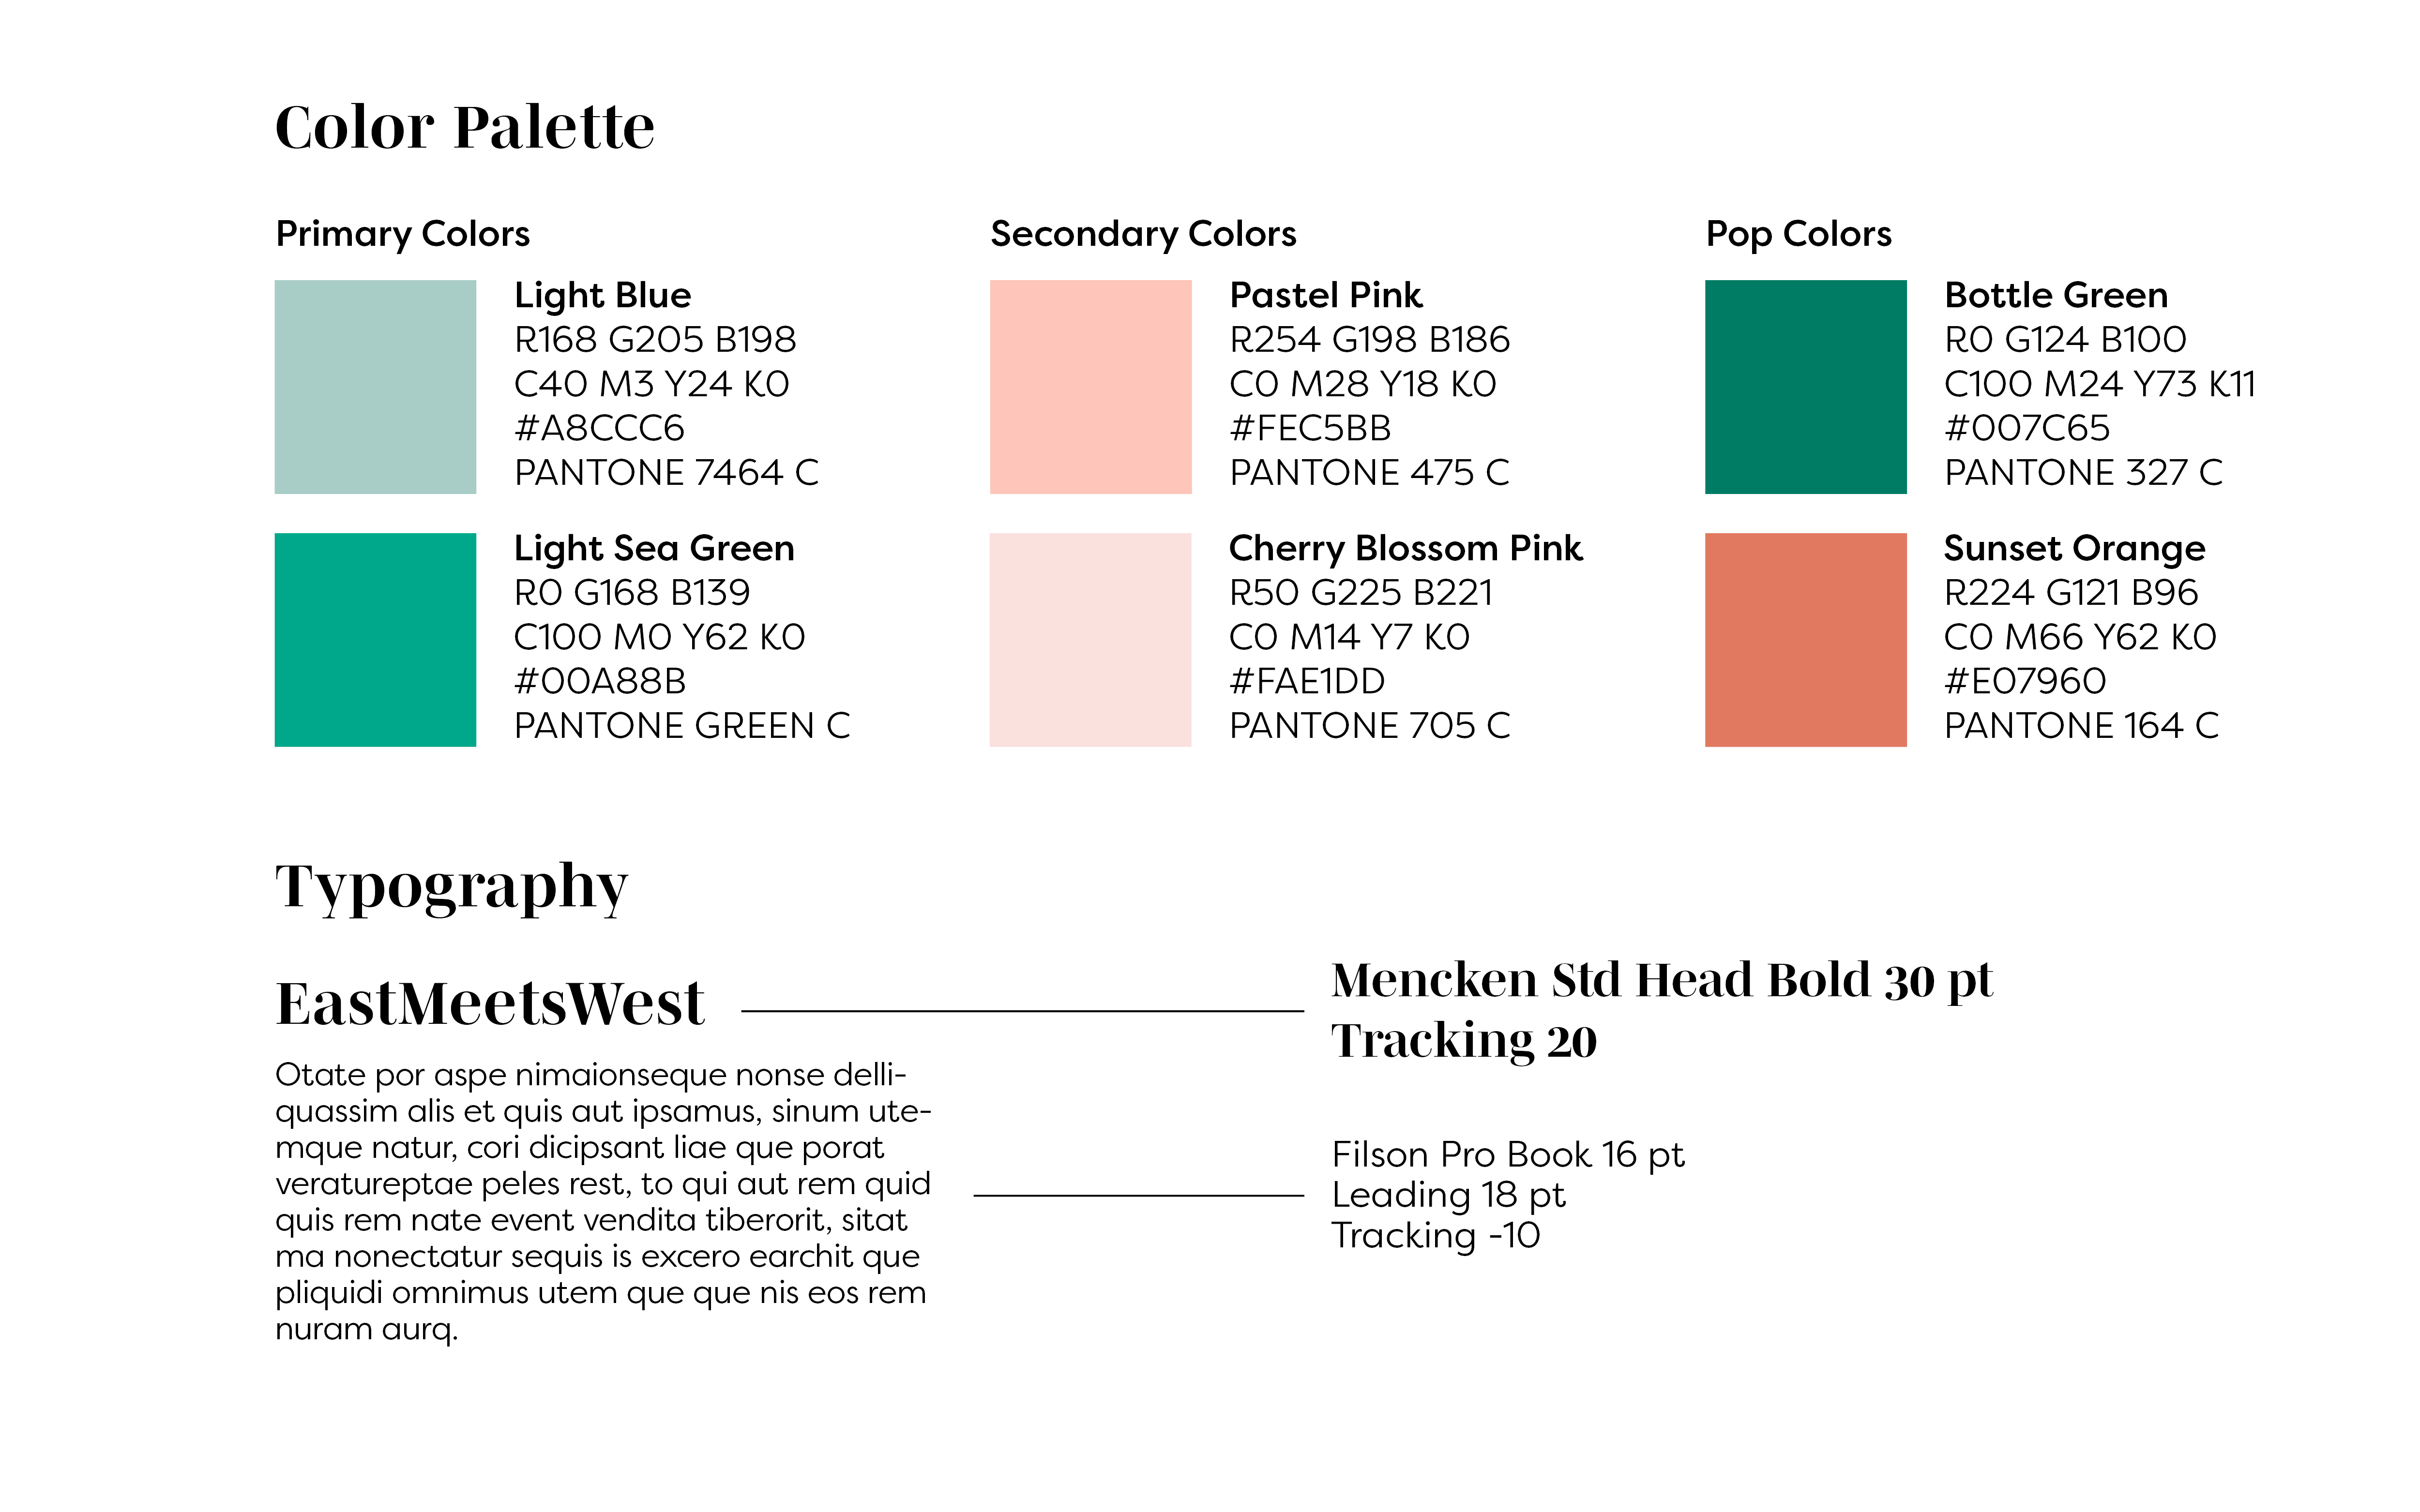 Color Palette
Primary Colors
Light Blue
R168 G205 B198
C40 M3 Y24 K0
#A8CCC6
PANTONE 7464 C
Light Sea Green
R0 G168 B139
C100 M0 Y62 K0
#00A88B
PANTONE GREEN C
Secondary Colors
Pastel Pink
R254 G198 B186
C0 M28 Y18 K0
#FEC5BB
PANTONE 475 C
Cherry Blossom Pink
R50 G225 B221
C0 M14 Y7 K0
#FAE1DD
PANTONE 705 C
Pop Colors
Bottle Green
R0 G124 B100
C100 M24 Y73 K11
#007C65
PANTONE 327 C
Sunset Orange
R224 G121 B96
C0 M66 Y62 K0
#E07960
PANTONE 164 C
Typography
EastMeetsWest
Mencken Std Head Bold 30 pt
Tracking 20
Otate por aspe nimaionseque nonse delli-
quassim alis et quis aut ipsamus, sinum ute-
mque natur, cori dicipsant liae que porat
veratureptae peles rest, to qui aut rem quid
quis rem nate event vendita tiberorit, sitat
ma nonectatur sequis is excero earchit que
pliquidi omnimus utem que que nis eos rem
nuram aurq.
Filson Pro Book 16 pt
Leading 18 pt
Tracking -10